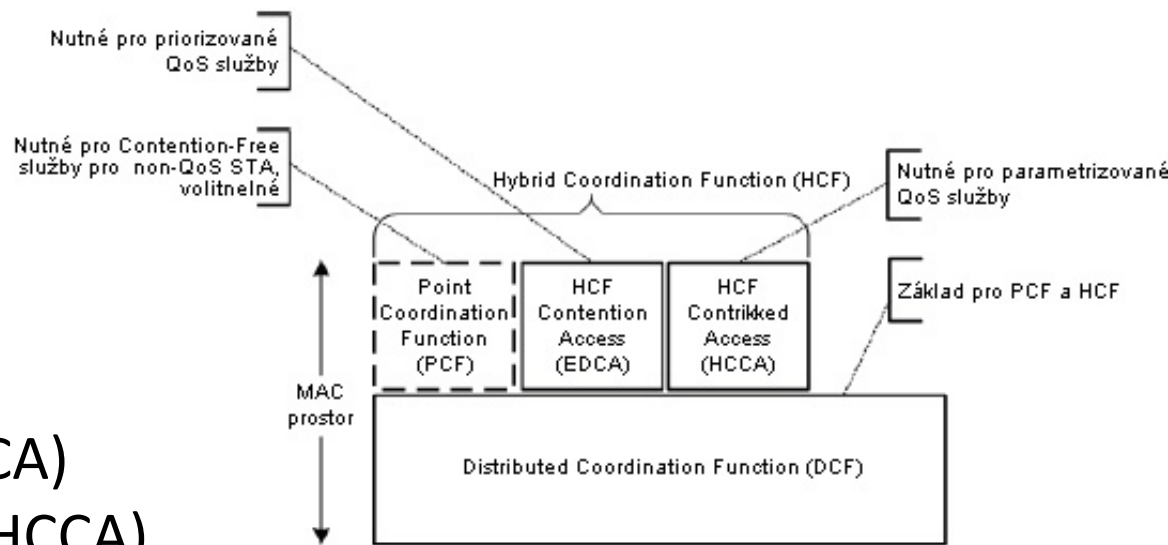 Nutné pro priorizované
QoS služby
Nutné pro Contention-Free
služby pro non-QoS STA,
volitnelné
Hybrid Coordination Function (HCF)
Nutné pro parametrizované
QoS služby
Point
Coordination
Function
(PCF)
HCF
Contention
Access
(EDCA)
HCF
Contrikked
Access
(HCCA)
Základ pro PCF a HCF
MAC
prostor
Distributed Coordination Function (DCF)
CA)
HCCA)